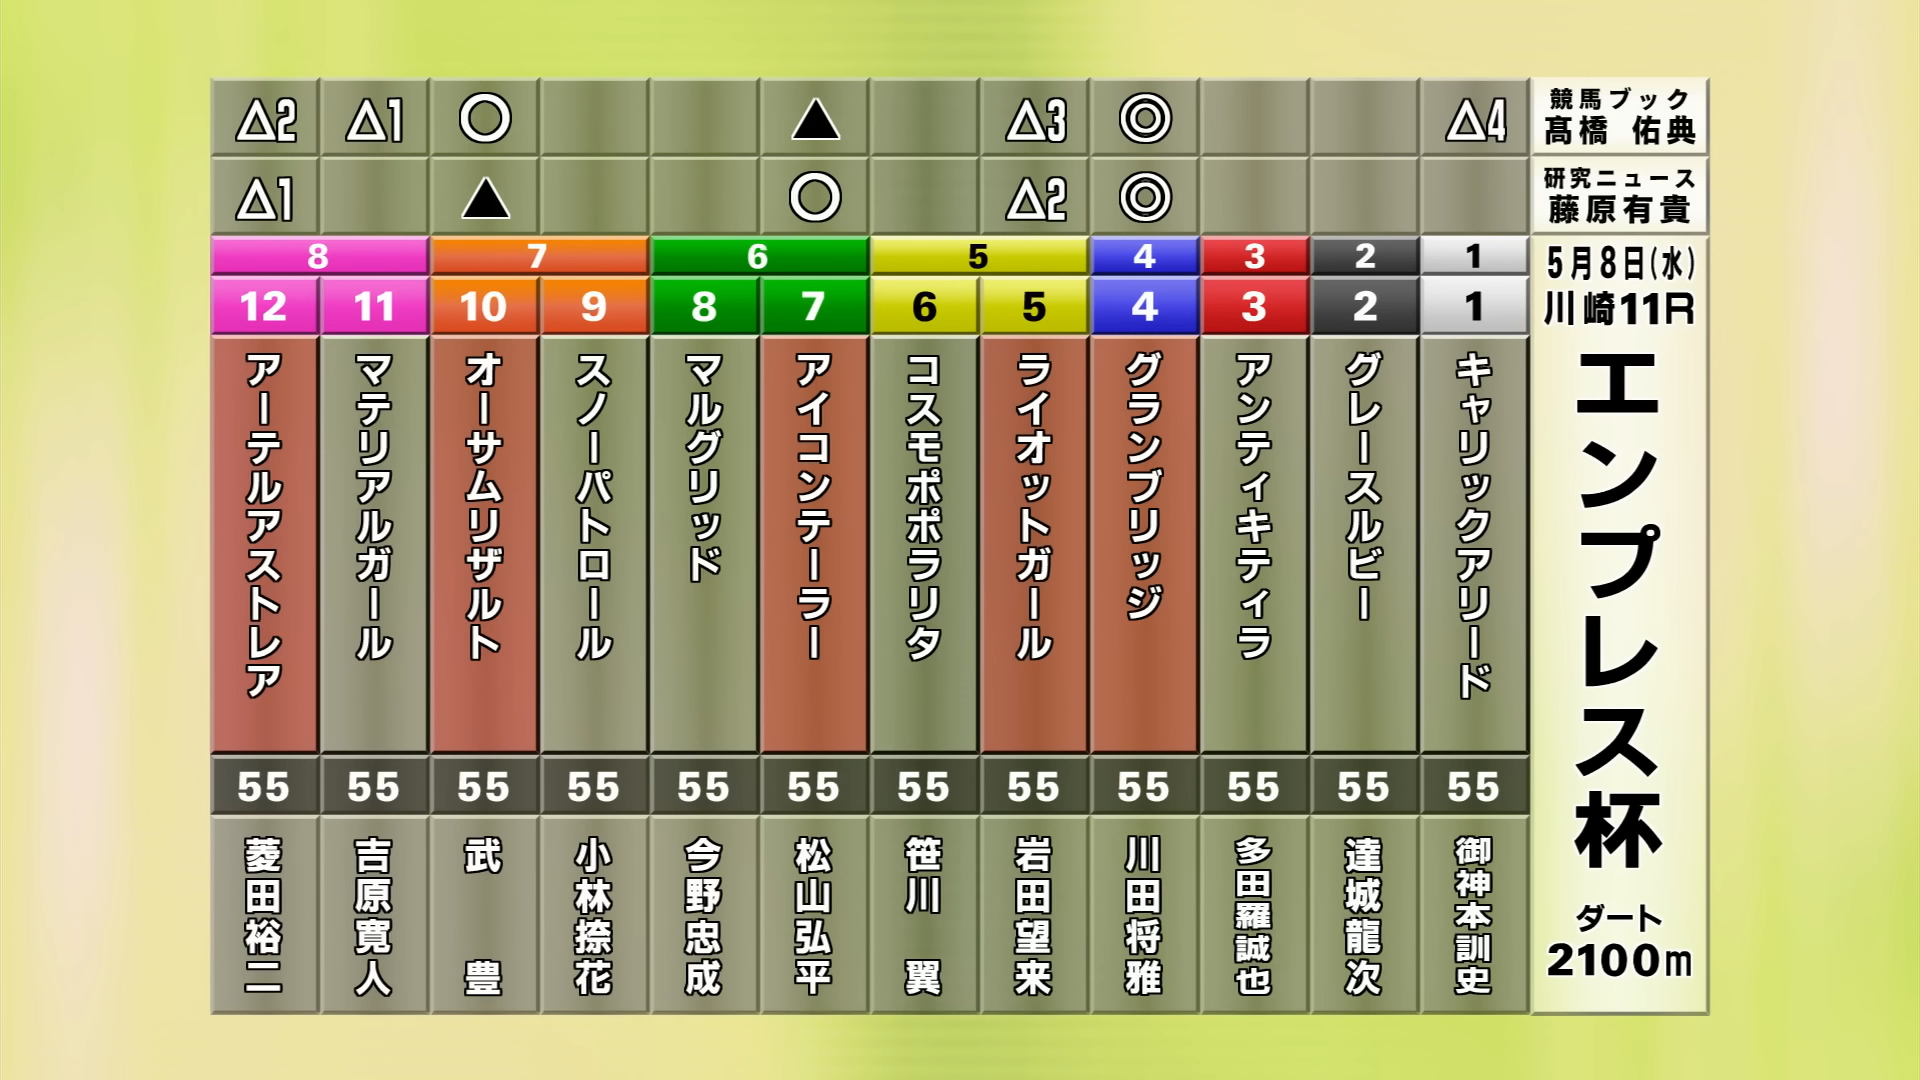 競馬ブック
髙橋 佑典
△4 ◎ △3 ▲ ○ △1 △2
研究ニュース
藤原有貴
◎ △2 ○ ▲ △1
5月8日(水)
川崎11R
エンプレス杯
ダート
2100m
1 2 3 4 5 6 7 8
1 2 3 4 5 6 7 8 9 10 11 12
キャリックアリード
グレースルビー
アンティキティラ
グランブリッジ
ライオットガール
コスモポポラリタ
アイコンテーラー
マルグリッド
スノーパトロール
オーサムリザルト
マテリアルガール
アーテルアストレア
55 55 55 55 55 55 55 55 55 55 55 55
御神本訓史
達城龍次
多田羅誠也
川田将雅
岩田望来
笹川 翼
松山弘平
今野忠成
小林捺花
武 豊
吉原寛人
菱田裕二